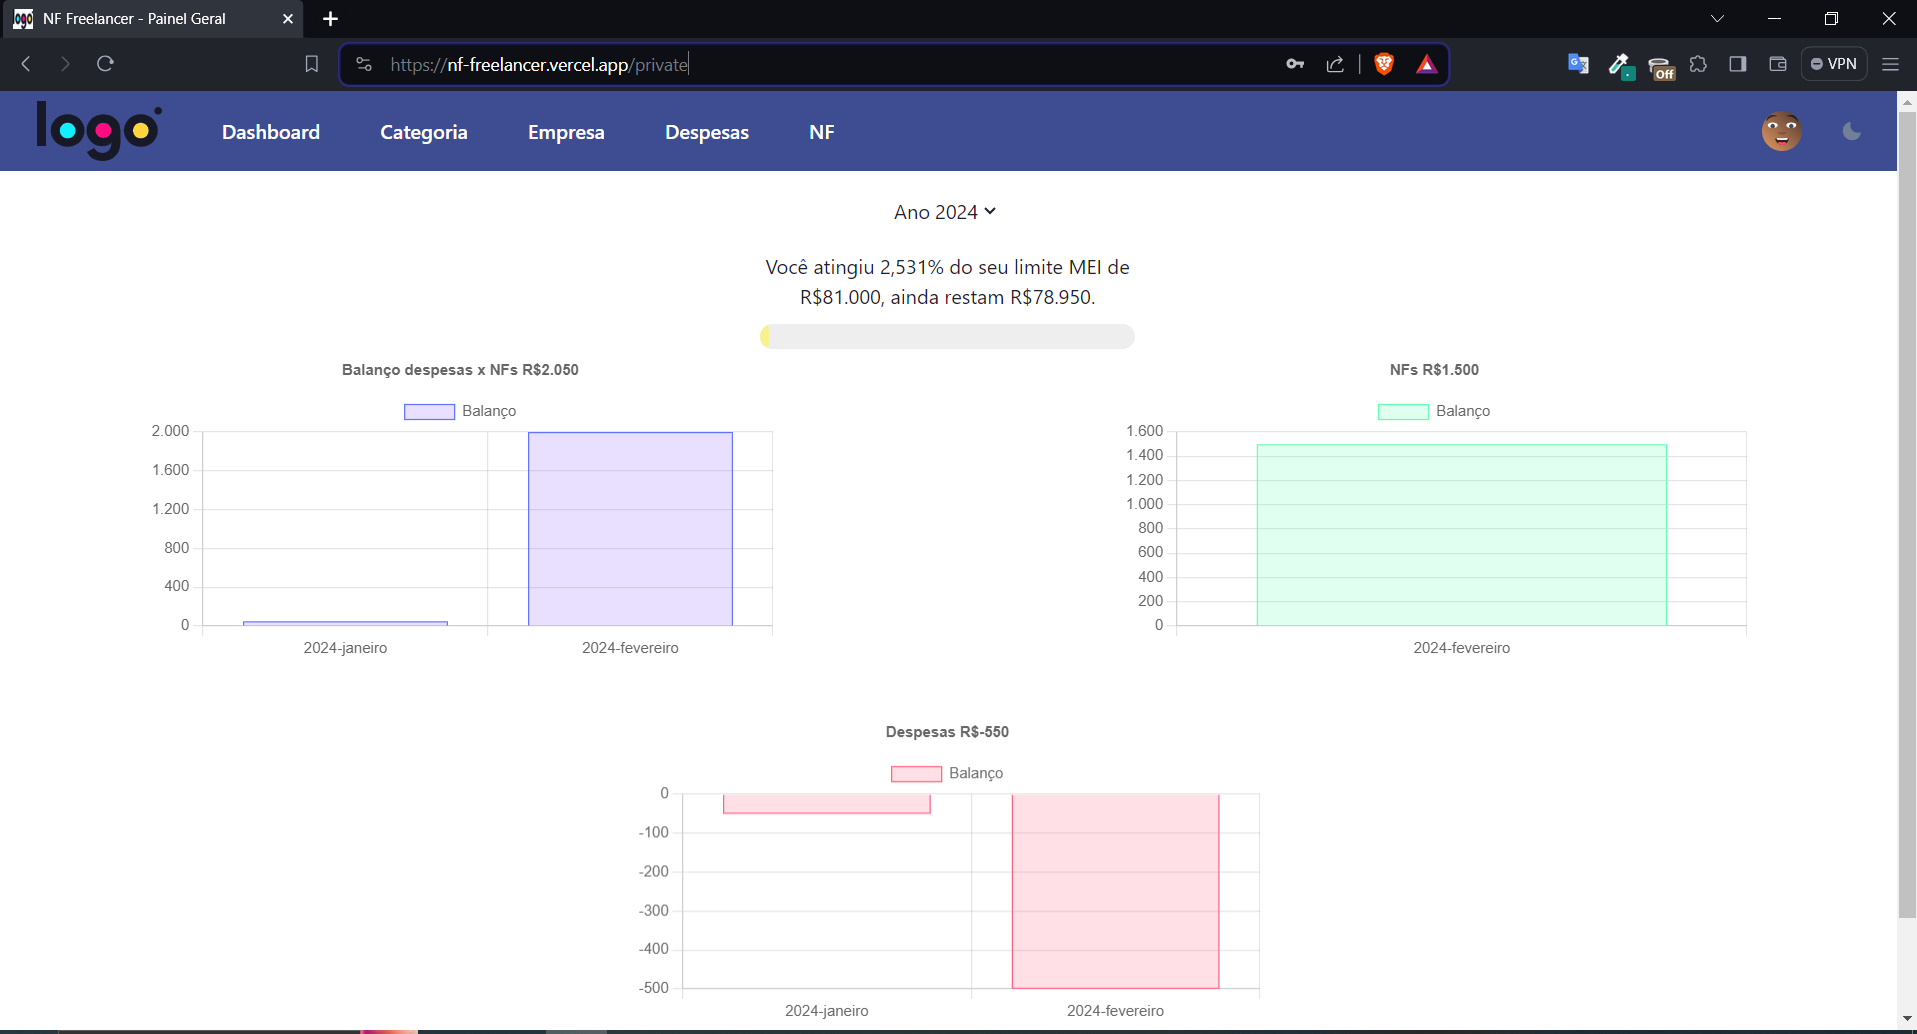 NF Freelancer - Painel Geral
https://nf-freelancer.vercel.app/private
Off
VPN
logo
Dashboard
Categoria
Empresa
Despesas
NF
Ano 2024
Você atingiu 2,531% do seu limite MEI de
R$81.000, ainda restam R$78.950.
Balanço despesas x NFs R$2.050
Balanço
2.000
1.600
1.200
800
400
0
2024-janeiro
2024-fevereiro
NFs R$1.500
Balanço
1.600
1.400
1.200
1.000
800
600
400
200
0
2024-fevereiro
Despesas R$-550
Balanço
0
-100
-200
-300
-400
-500
2024-janeiro
2024-fevereiro